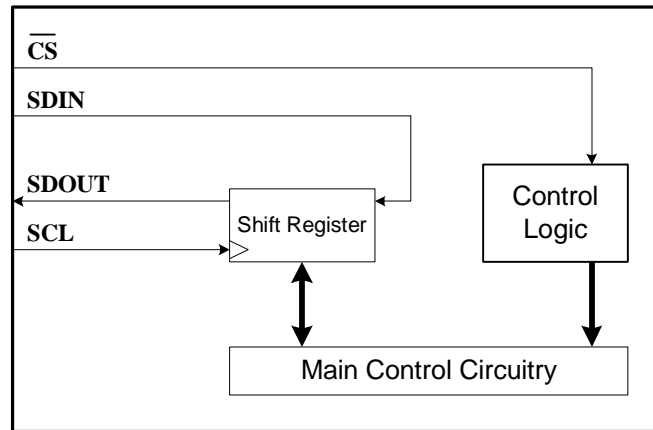 CS
SDIN
SDOUT
SCL
Shift Register
Control
Logic
Main Control Circuitry